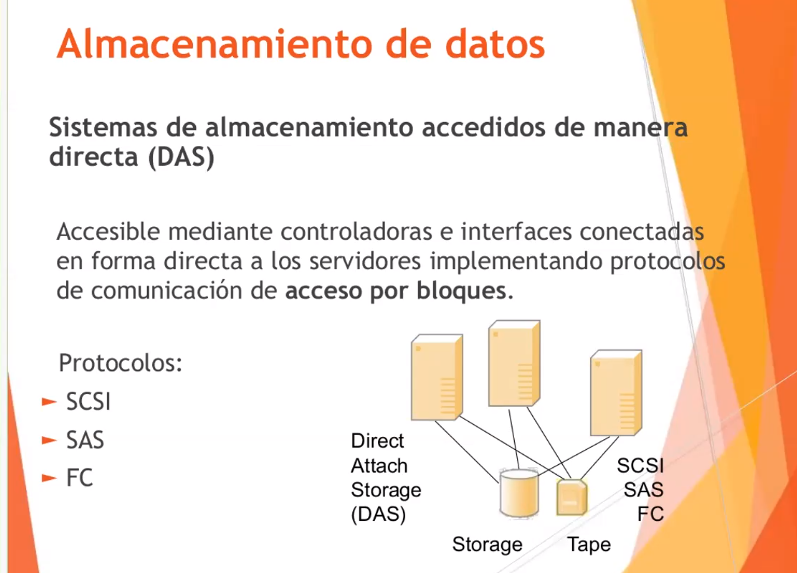 Almacenamiento de datos
Sistemas de almacenamiento accedidos de manera
directa (DAS)
Accesible mediante controladoras e interfaces conectadas
en forma directa a los servidores implementando protocolos
de comunicación de acceso por bloques.
Protocolos:
► SCSI
► SAS
► FC
Direct
Attach
Storage
(DAS)
SCSI
SAS
FC
Storage
Tape